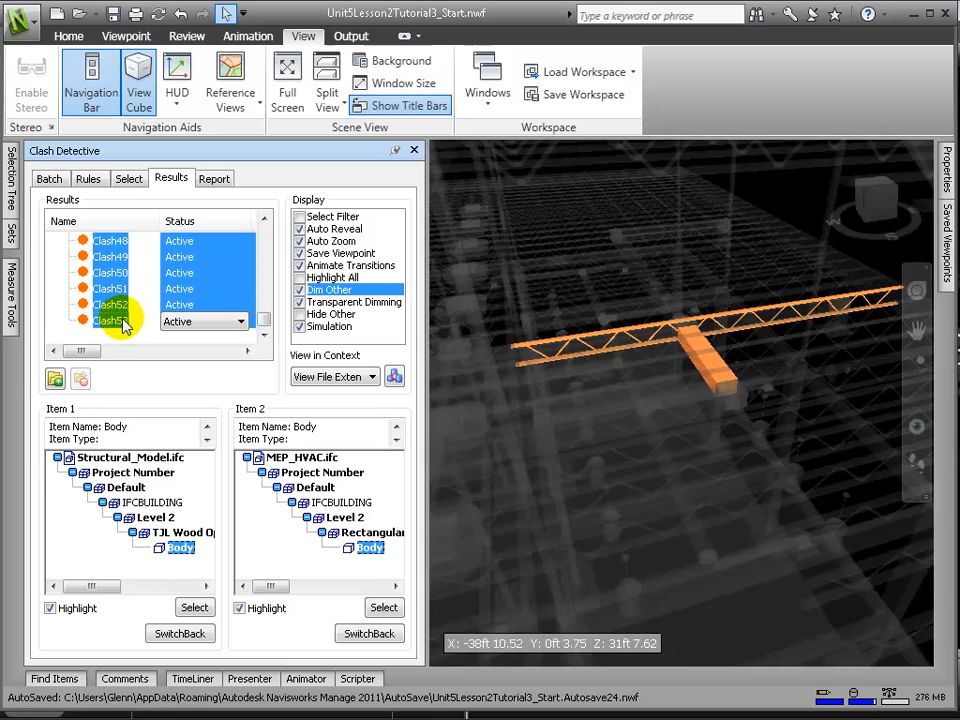 Unit5Lesson2Tutorial3_Start.nwf
Type a keyword or phrase
Home Viewpoint Review Animation View Output
Enable Stereo
Navigation Bar
View Cube
HUD
Reference Views
Full Screen
Split View
Background
Window Size
Show Title Bars
Windows
Load Workspace
Save Workspace
Stereo Navigation Aids Scene View Workspace
Clash Detective
Batch Rules Select Results Report
Results
Name Status
Clash48 Active
Clash49 Active
Clash50 Active
Clash51 Active
Clash52 Active
Active
Display
Select Filter
Auto Reveal
Auto Zoom
Save Viewpoint
Animate Transitions
Highlight All
Dim Other
Transparent Dimming
Hide Other
Simulation
View in Context
View File Exten
Item 1
Item Name: Body
Item Type:
Structural_Model.ifc
Project Number
Default
IFCBUILDING
Level 2
TJL Wood Op
Body
Highlight Select
SwitchBack
Item 2
Item Name: Body
Item Type:
MEP_HVAC.ifc
Project Number
Default
IFCBUILDING
Level 2
Rectangular
Body
Highlight Select
SwitchBack
Selection Tree
Sets
Measure Tools
Properties
Saved Viewpoints
X: -38ft 10.52 Y: 0ft 3.75 Z: 31ft 7.62
Find Items Comments TimeLiner Presenter Animator Scripter
AutoSaved: C:\Users\Glenn\AppData\Roaming\Autodesk Navisworks Manage 2011\AutoSave\Unit5Lesson2Tutorial3_Start.Autosave24.nwf
276 MB